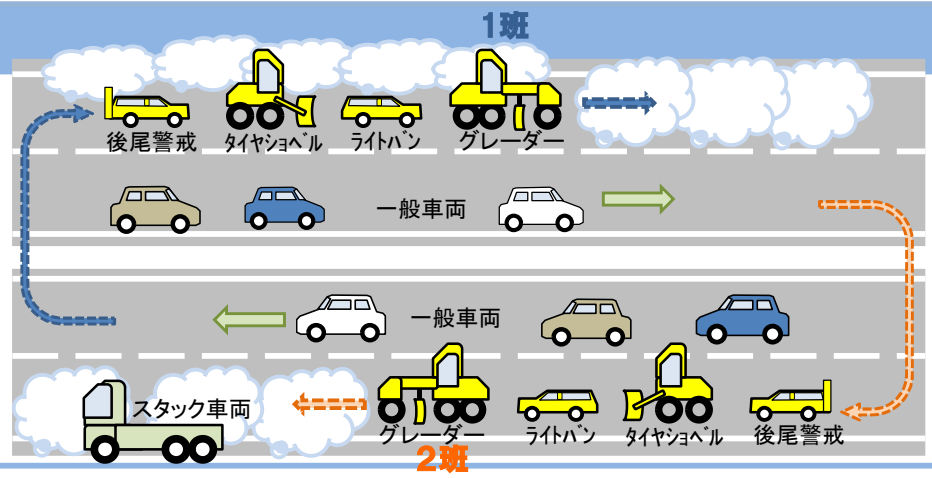 1班
後尾警戒
ﾀｲﾔｼｮﾍﾞﾙ
ﾗｲﾄﾊﾞﾝ
グレーダー
一般車両
一般車両
スタック車両
グレーダー
ﾗｲﾄﾊﾞﾝ
ﾀｲﾔｼｮﾍﾞﾙ
後尾警戒
2班